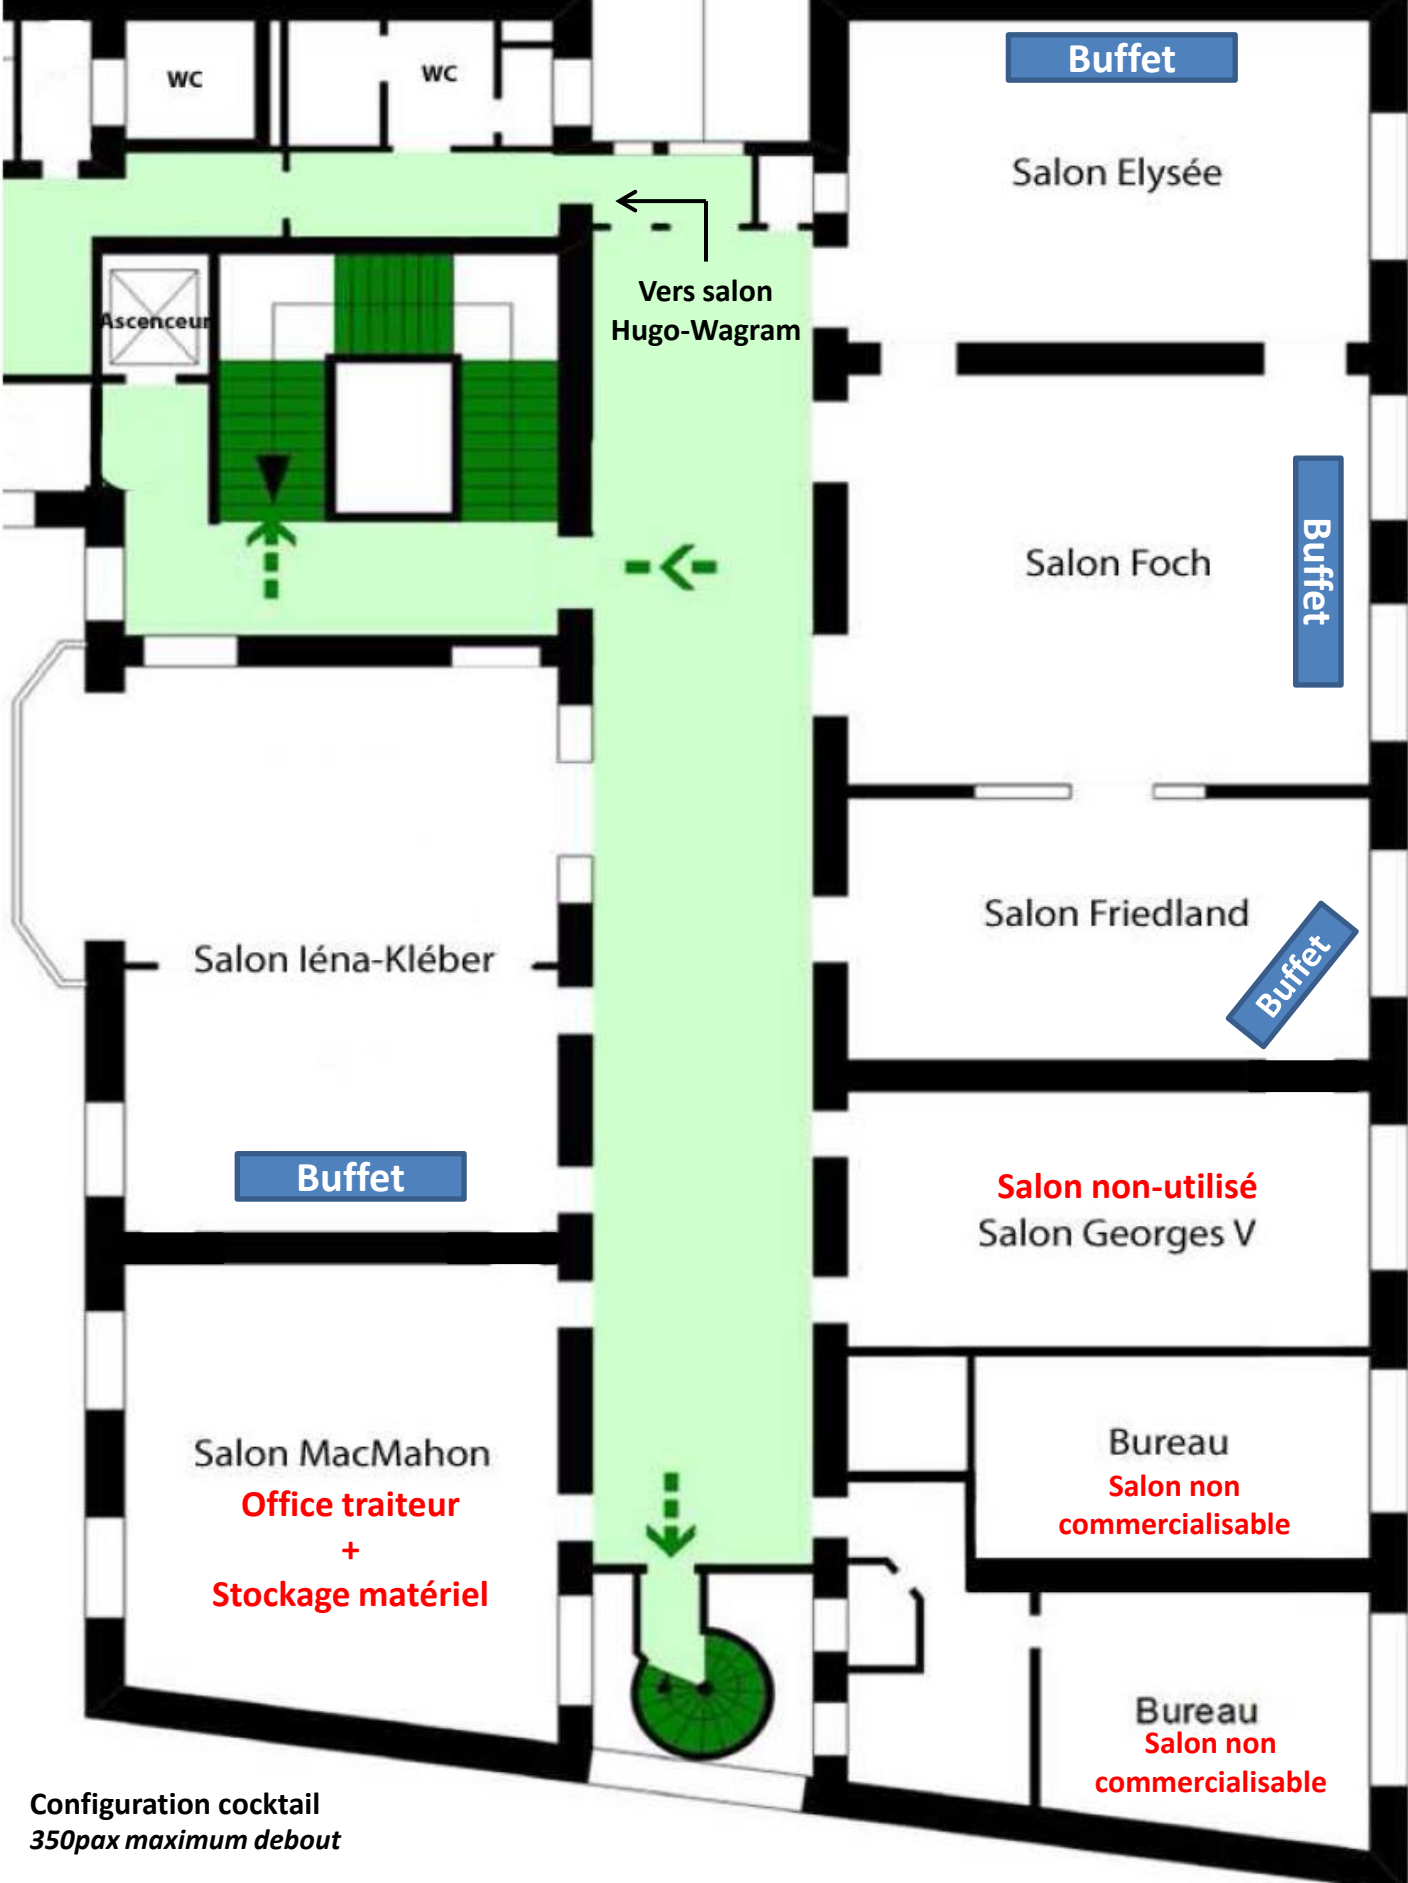 WC
WC
Buffet
Salon Elysée
Vers salon
Hugo-Wagram
Ascenceur
Salon Foch
Buffet
Salon Friedland
Buffet
Salon Iéna-Kléber
Buffet
Salon non-utilisé
Salon Georges V
Salon MacMahon
Office traiteur
+
Stockage matériel
Bureau
Salon non
commercialisable
Bureau
Salon non
commercialisable
Configuration cocktail
350pax maximum debout